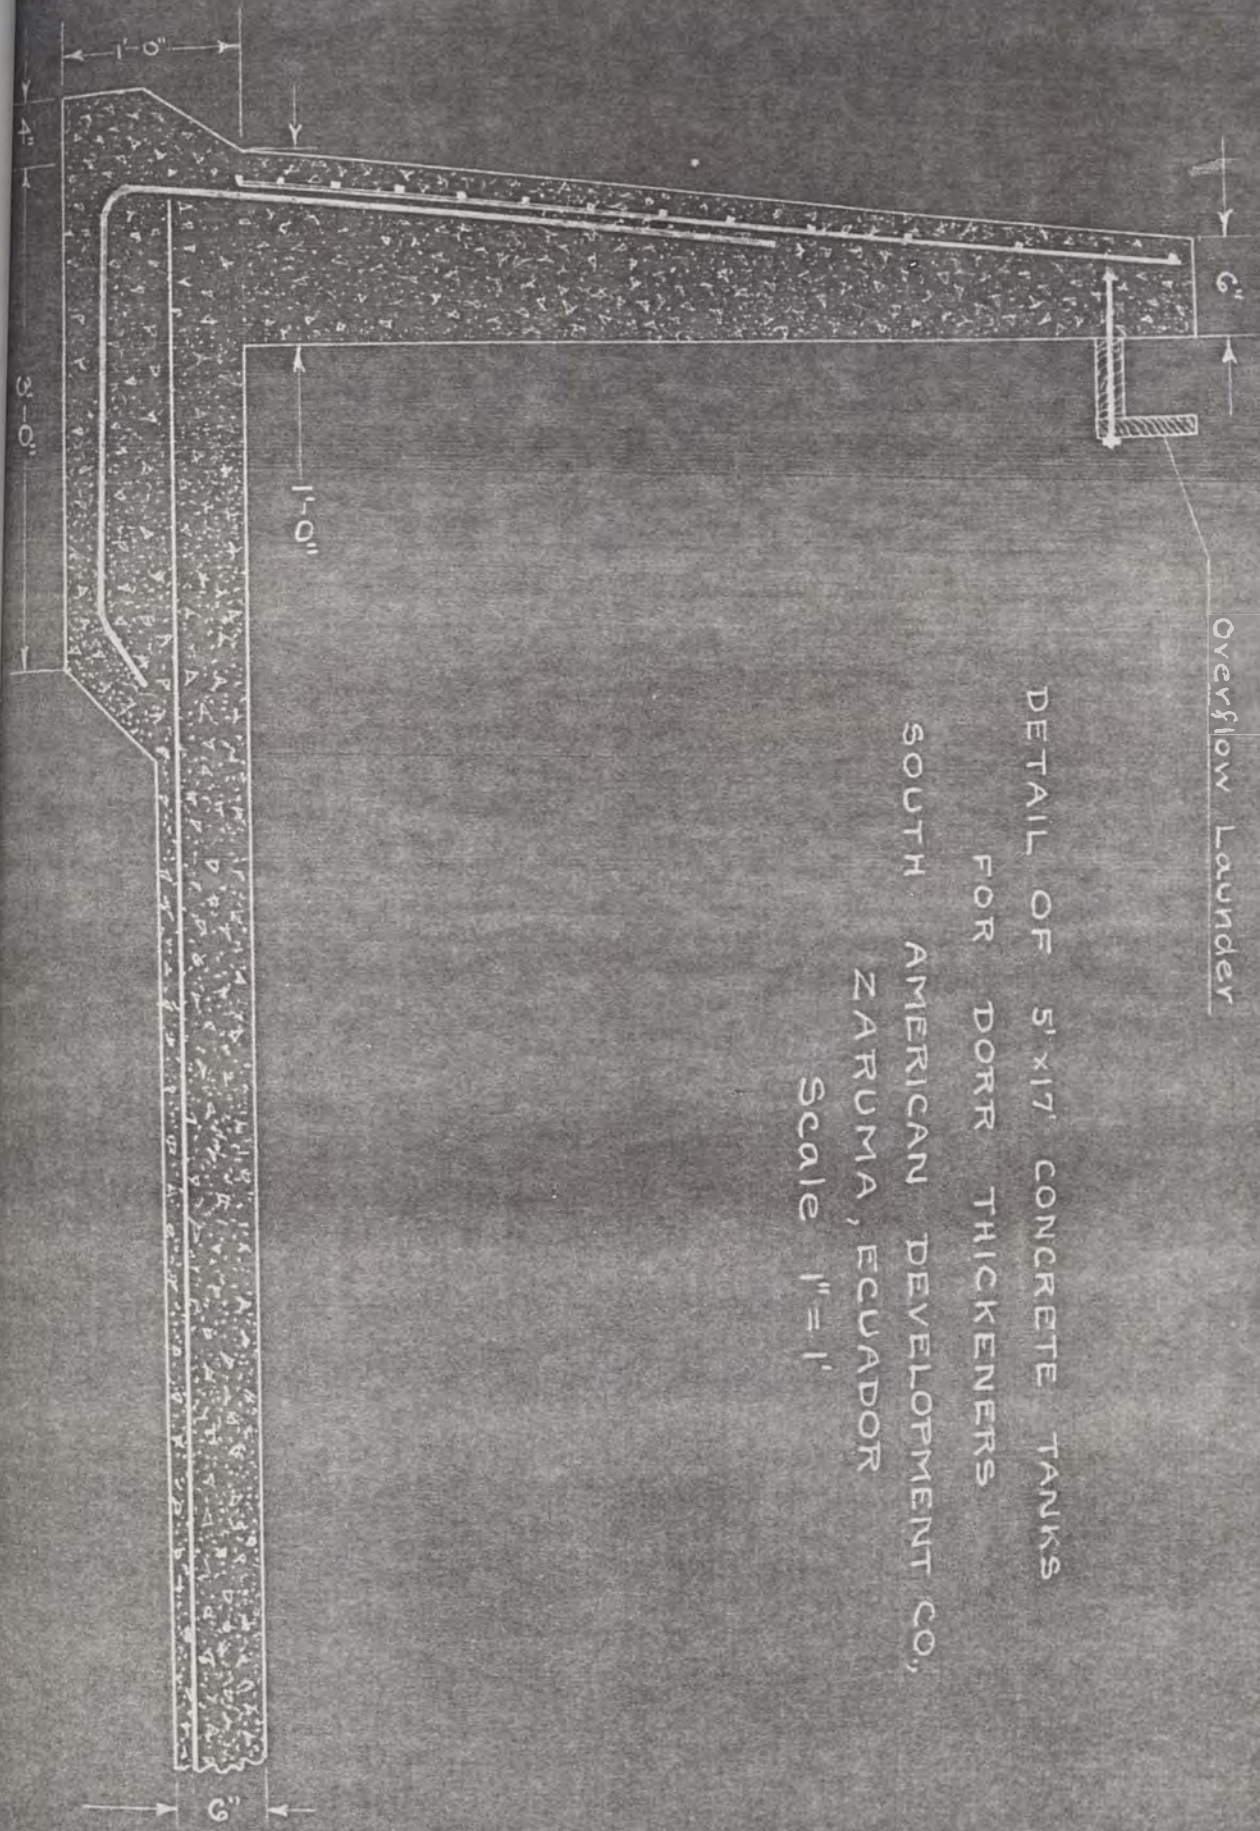 6"
Overflow Launder
DETAIL OF 5'x17' CONCRETE TANKS
FOR DORR THICKENERS
SOUTH AMERICAN DEVELOPMENT CO.,
ZARUMA, ECUADOR
Scale 1"=1'
1'-0"
1'-0"
6"
4"
3'-0"